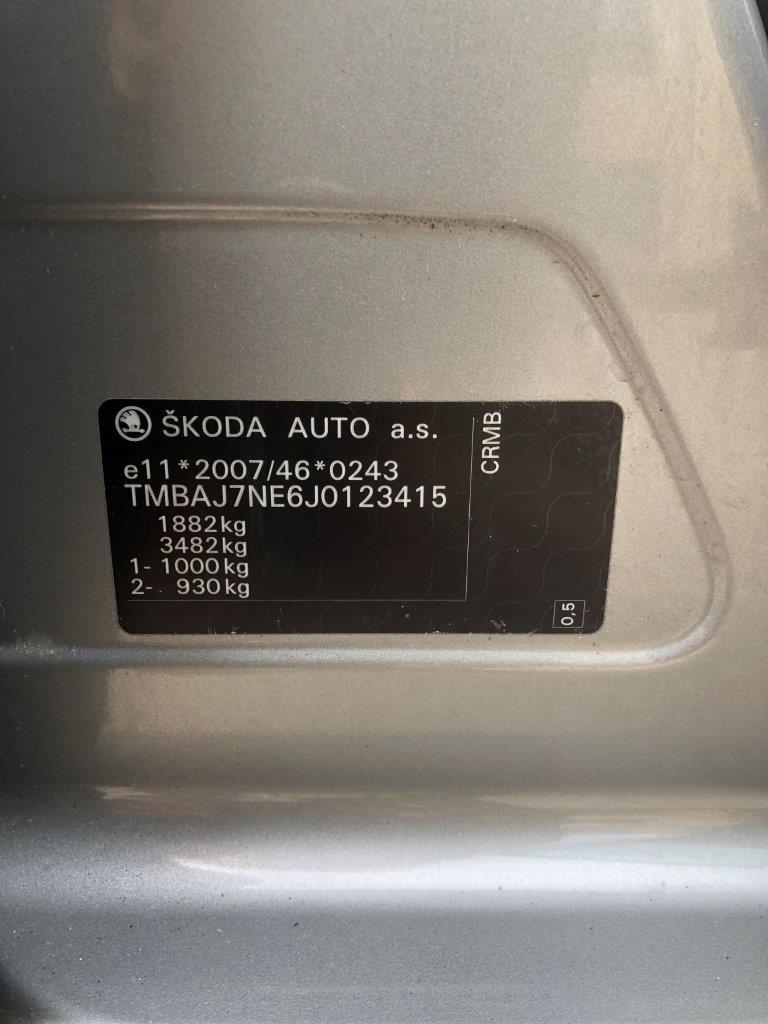 ŠKODA AUTO a.s.
e11*2007/46*0243
TMBAJ7NE6J0123415
1882kg
3482kg
1- 1000kg
2- 930kg
CRMB
0,5